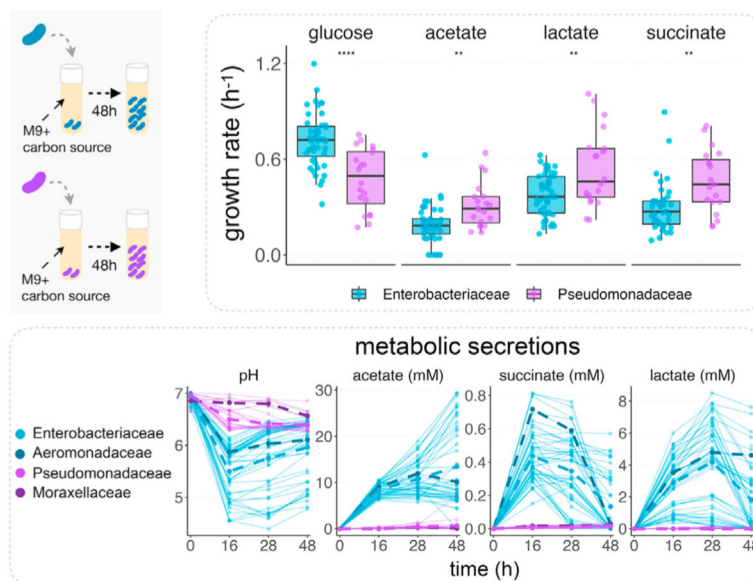 M9+
carbon source
48h
M9+
carbon source
48h
glucose acetate lactate succinate
**** ** ** **
growth rate (h-1)
1.2
0.6
0.0
Enterobacteriaceae Pseudomonadaceae
metabolic secretions
pH acetate (mM) succinate (mM) lactate (mM)
Enterobacteriaceae
Aeromonadaceae
Pseudomonadaceae
Moraxellaceae
7
6
5
30
20
10
0
0.8
0.6
0.4
0.2
0.0
8
6
4
2
0
0 16 28 48 0 16 28 48 0 16 28 48 0 16 28 48
time (h)